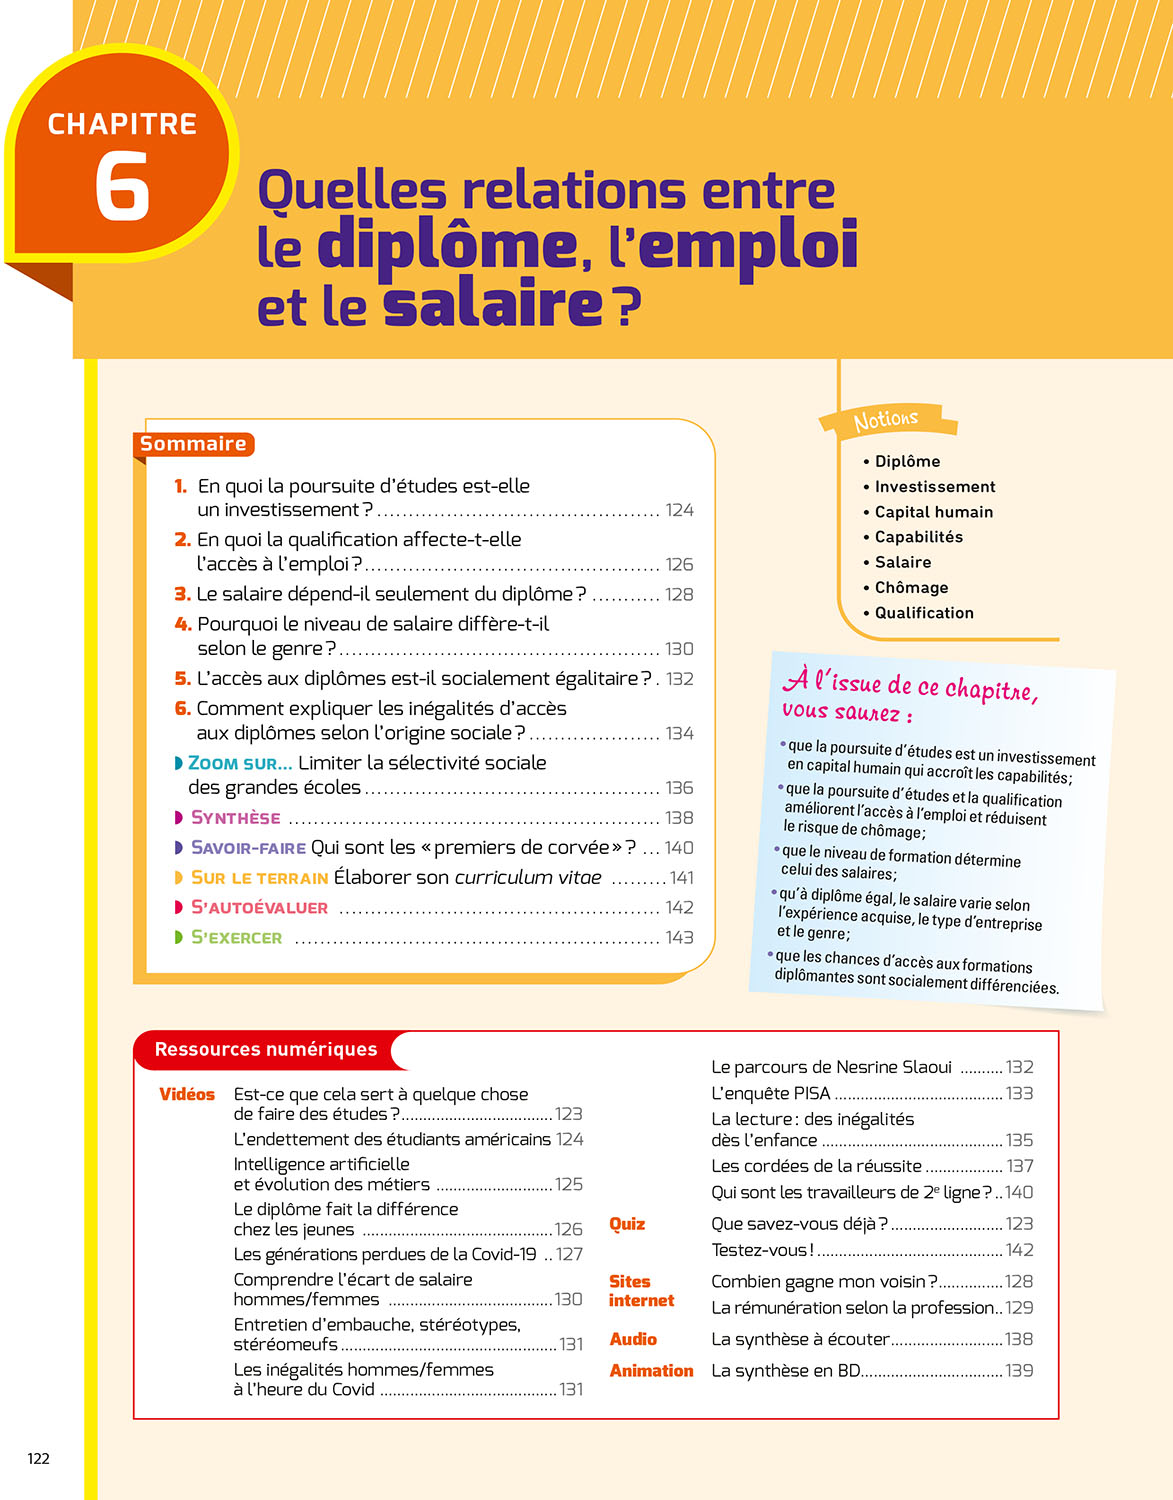 CHAPITRE
6
Quelles relations entre
le diplôme, l'emploi
et le salaire ?
Sommaire
1. En quoi la poursuite d'études est-elle
un investissement ? ............................................. 124
2. En quoi la qualification affecte-t-elle
l'accès à l'emploi ? ............................................... 126
3. Le salaire dépend-il seulement du diplôme ? ........... 128
4. Pourquoi le niveau de salaire diffère-t-il
selon le genre ? ................................................... 130
5. L'accès aux diplômes est-il socialement égalitaire ? . 132
6. Comment expliquer les inégalités d'accès
aux diplômes selon l'origine sociale ? ..................... 134
ZOOM SUR... Limiter la sélectivité sociale
des grandes écoles ............................................... 136
SYNTHÈSE ........................................................... 138
SAVOIR-FAIRE Qui sont les « premiers de corvée » ? ... 140
SUR LE TERRAIN Élaborer son curriculum vitae ......... 141
S'AUTOÉVALUER ................................................... 142
S'EXERCER .......................................................... 143
Notions
• Diplôme
• Investissement
• Capital humain
• Capabilités
• Salaire
• Chômage
• Qualification
À l'issue de ce chapitre,
vous saurez :
• que la poursuite d'études est un investissement
en capital humain qui accroît les capabilités ;
• que la poursuite d'études et la qualification
améliorent l'accès à l'emploi et réduisent
le risque de chômage ;
• que le niveau de formation détermine
celui des salaires ;
• qu'à diplôme égal, le salaire varie selon
l'expérience acquise, le type d'entreprise
et le genre ;
• que les chances d'accès aux formations
diplômantes sont socialement différenciées.
Ressources numériques
Vidéos Est-ce que cela sert à quelque chose
de faire des études ? ................................... 123
L'endettement des étudiants américains 124
Intelligence artificielle
et évolution des métiers ........................... 125
Le diplôme fait la différence
chez les jeunes ............................................ 126
Les générations perdues de la Covid-19 .. 127
Comprendre l'écart de salaire
hommes/femmes ...................................... 130
Entretien d'embauche, stéréotypes,
stéréomeufs .................................................. 131
Les inégalités hommes/femmes
à l'heure du Covid ......................................... 131
Le parcours de Nesrine Slaoui .......... 132
L'enquête PISA ....................................... 133
La lecture : des inégalités
dès l'enfance .......................................... 135
Les cordées de la réussite .................. 137
Qui sont les travailleurs de 2e ligne ? .. 140
Quiz Que savez-vous déjà ? .......................... 123
Testez-vous ! ........................................... 142
Sites
internet
Combien gagne mon voisin ? ............... 128
La rémunération selon la profession .. 129
Audio La synthèse à écouter .......................... 138
Animation La synthèse en BD ................................. 139
122